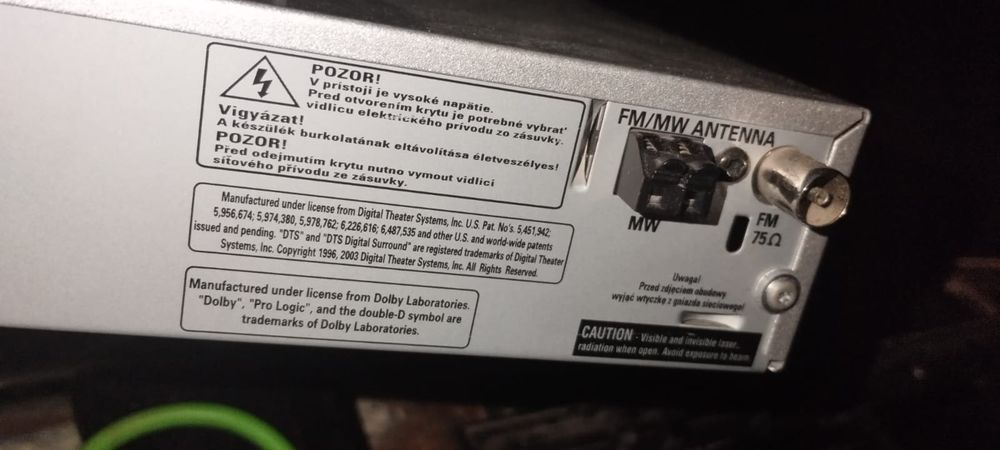 POZOR!
V prístoji je vysoké napätie.
Pred otvorením krytu je potrebné vybrat'
vidlicu elektrického prívodu zo zásuvky.
Vigyázat!
A készülék burkolatának eltávolítása életveszélyes!
POZOR!
Před odejmutím krytu nutno vymout vidlici
síťového přívodu ze zásuvky.
Manufactured under license from Digital Theater Systems, Inc. U.S. Pat. No's. 5,451,942;
5,956,674; 5,974,380, 5,978,762; 6,226,616; 6,487,535 and other U.S. and world-wide patents
issued and pending. "DTS" and "DTS Digital Surround" are registered trademarks of Digital Theater
Systems, Inc. Copyright 1996, 2003 Digital Theater Systems, Inc. All Rights Reserved.
Manufactured under license from Dolby Laboratories.
"Dolby", "Pro Logic", and the double-D symbol are
trademarks of Dolby Laboratories.
FM/MW ANTENNA
MW
FM
75Ω
Uwaga!
Przed zdjęciem obudowy
wyjąć wtyczkę z gniazda sieciowego!
CAUTION - Visible and invisible laser
radiation when open. Avoid exposure to beam.